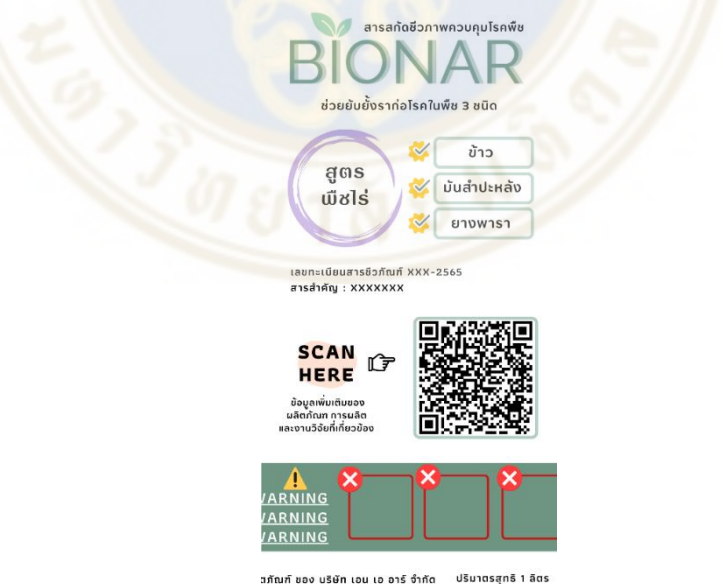 สารสกัดชีวภาพควบคุมโรคพืช
BIONAR
ช่วยยับยั้งราก่อโรคในพืช 3 ชนิด
สูตร
พืชไร่
ข้าว
มันสำปะหลัง
ยางพารา
เลขทะเบียนสารชีวภัณฑ์ XXX-2565
สารสำคัญ : XXXXXXX
SCAN
HERE
ข้อมูลเพิ่มเติมของ
ผลิตภัณฑ การผลิต
และงานวิจัยที่เกี่ยวข้อง
WARNING
WARNING
WARNING
ตภัณฑ์ ของ บริษัท เอน เอ อาร์ จำกัด ปริมาตรสุทธิ 1 ลิตร